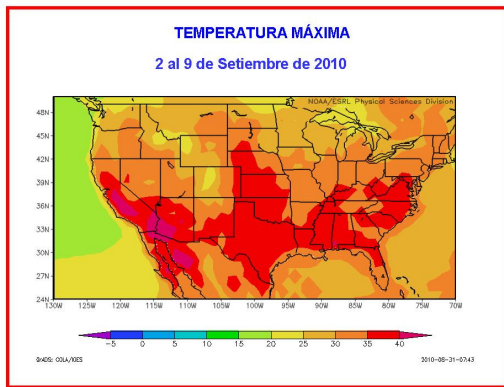 TEMPERATURA MÁXIMA
2 al 9 de Setiembre de 2010
NOAA/ESRL Physical Sciences Division
48N
45N
42N
39N
36N
33N
30N
27N
24N
130W 125W 120W 115W 110W 105W 100W 95W 90W 85W 80W 75W 70W
-5 0 5 10 15 20 25 30 35 40
GrADS: COLA/IGES 2010-08-31-07:43